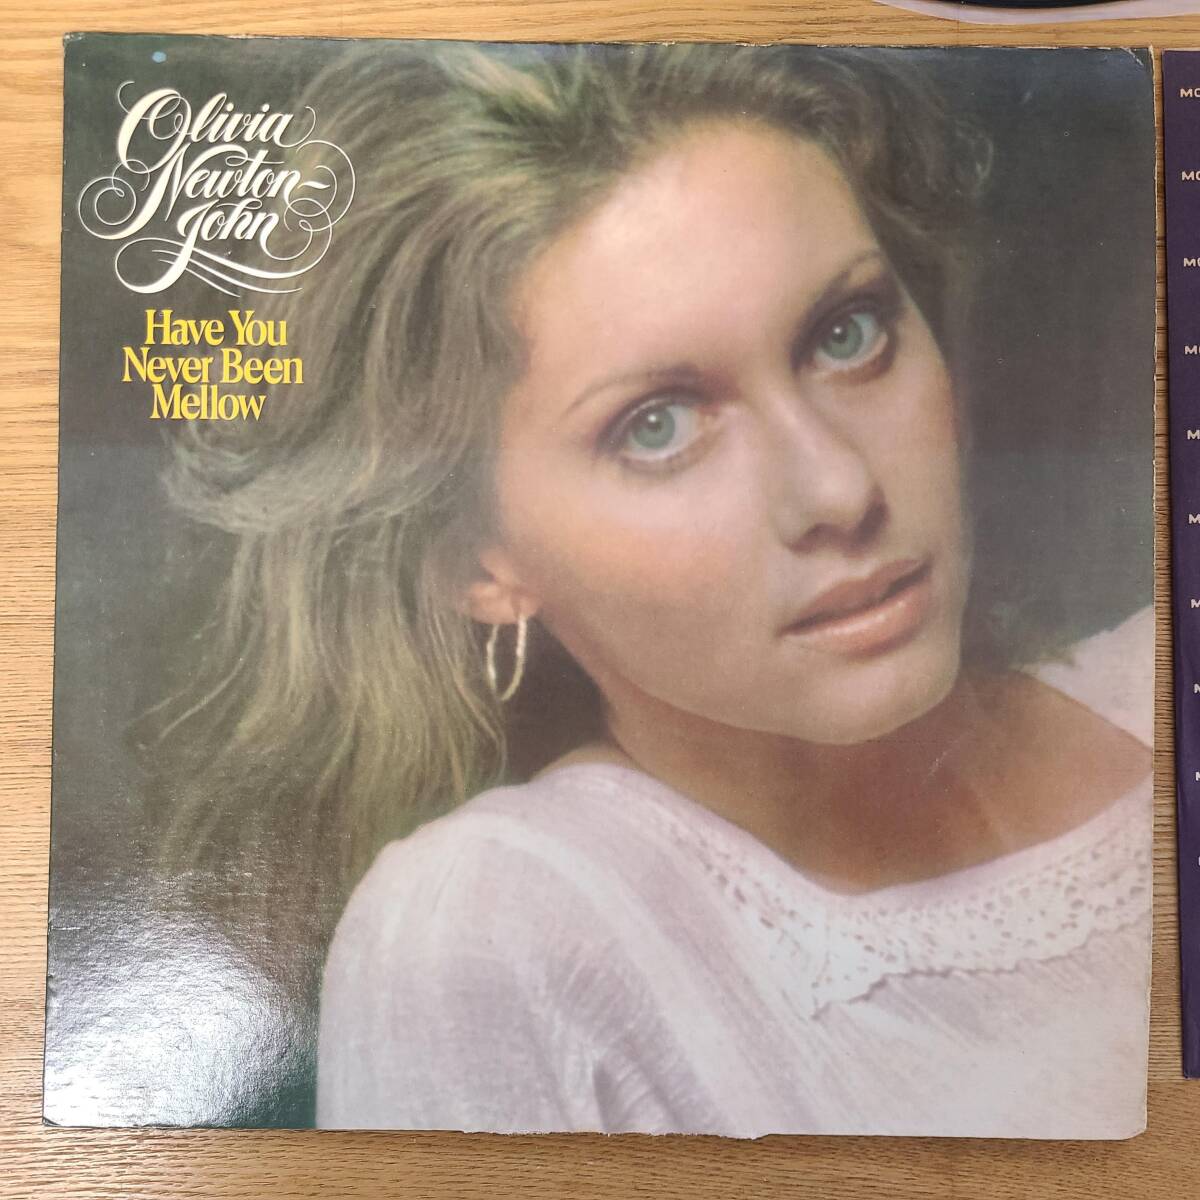 Olivia
Newton-
John
Have You
Never Been
Mellow